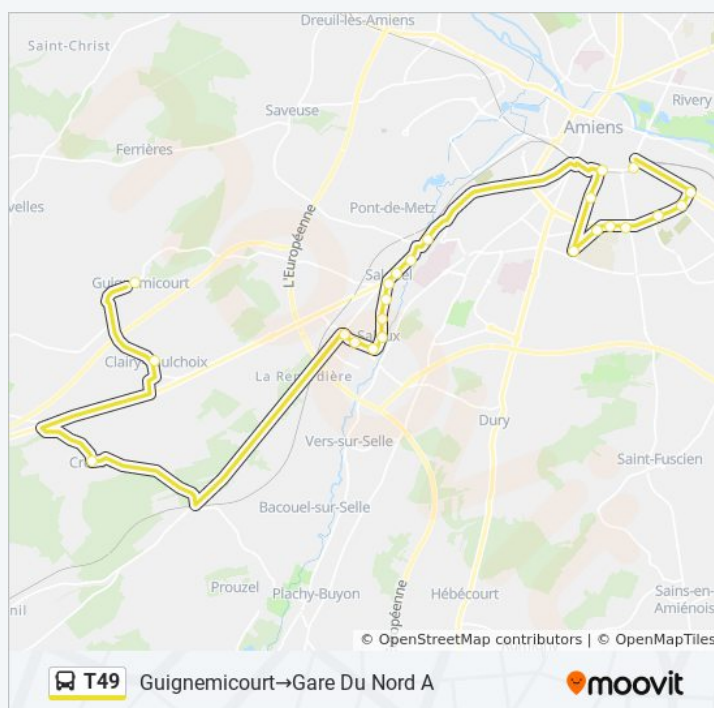 Dreuil-lès-Amiens
Saint-Christ
Rivery
Saveuse
Amiens
Ferrières
Pont-de-Metz
L'Européenne
Guignemicourt
Saleux
La Renardière
Dury
Vers-sur-Selle
Saint-Fuscien
Bacouel-sur-Selle
Prouzel
Plachy-Buyon
Hébécourt
Sains-en-
Amiénois
© OpenStreetMap contributors | © OpenMapTiles
T49 Guignemicourt→Gare Du Nord A
moovit